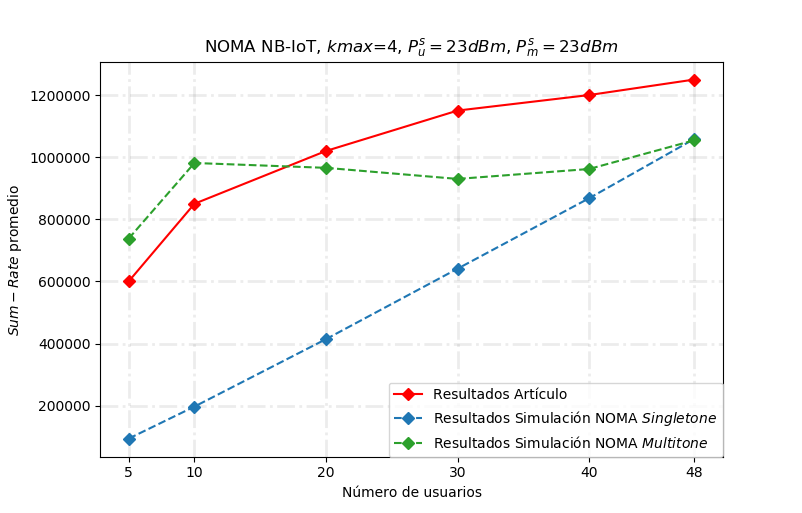 NOMA NB-IoT, kmax=4, P_u^s = 23dBm, P_m^s = 23dBm
Sum − Rate promedio
1200000
1000000
800000
600000
400000
200000
Resultados Artículo
Resultados Simulación NOMA Singletone
Resultados Simulación NOMA Multitone
5 10 20 30 40 48
Número de usuarios